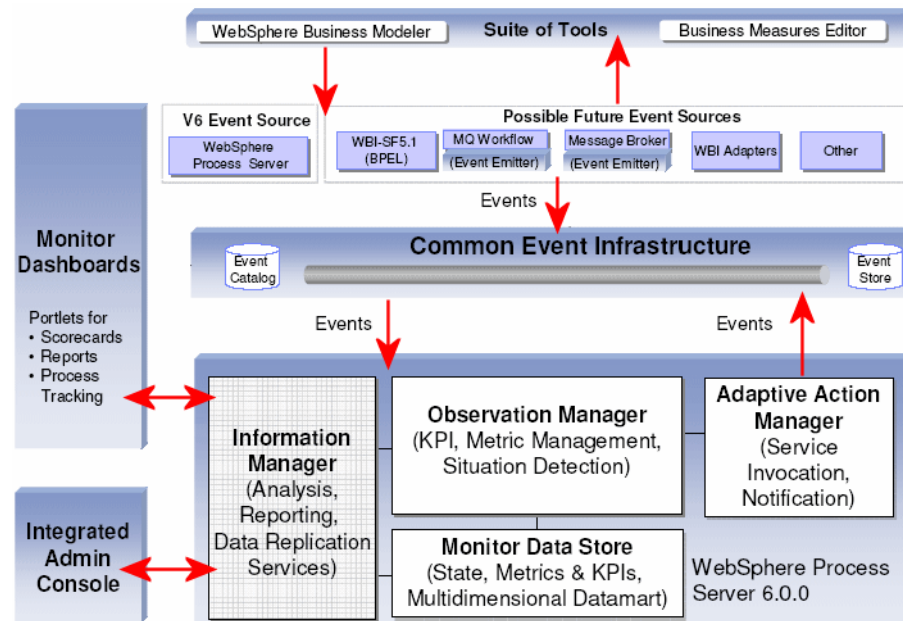 WebSphere Business Modeler
Suite of Tools
Business Measures Editor
V6 Event Source
WebSphere
Process Server
Possible Future Event Sources
WBI-SF5.1
(BPEL)
MQ Workflow
(Event Emitter)
Message Broker
(Event Emitter)
WBI Adapters
Other
Events
Monitor
Dashboards
Portlets for
• Scorecards
• Reports
• Process
Tracking
Common Event Infrastructure
Event
Catalog
Event
Store
Events
Events
Information
Manager
(Analysis,
Reporting,
Data Replication
Services)
Observation Manager
(KPI, Metric Management,
Situation Detection)
Adaptive Action
Manager
(Service
Invocation,
Notification)
Integrated
Admin
Console
Monitor Data Store
(State, Metrics & KPIs,
Multidimensional Datamart)
WebSphere Process
Server 6.0.0